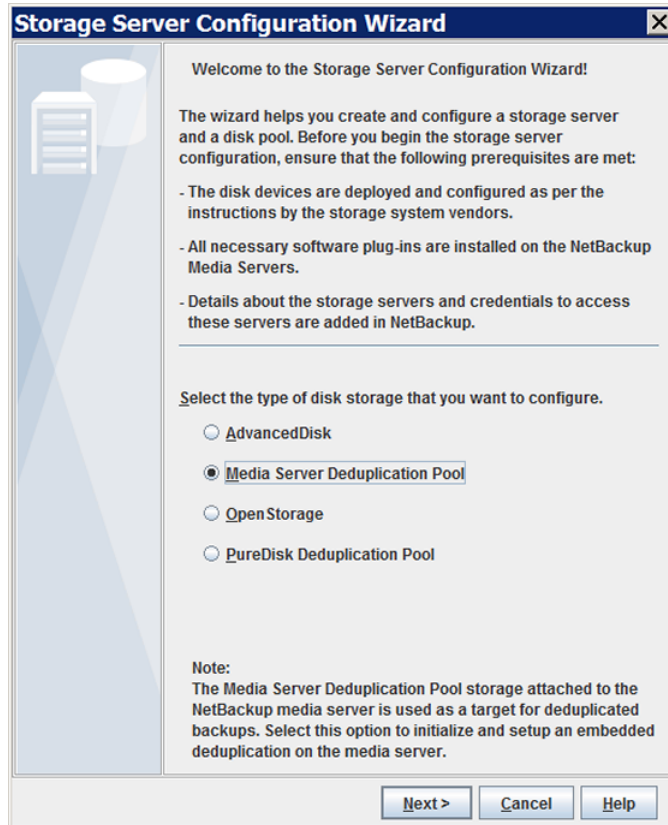 Storage Server Configuration Wizard
Welcome to the Storage Server Configuration Wizard!
The wizard helps you create and configure a storage server
and a disk pool. Before you begin the storage server
configuration, ensure that the following prerequisites are met:
- The disk devices are deployed and configured as per the
instructions by the storage system vendors.
- All necessary software plug-ins are installed on the NetBackup
Media Servers.
- Details about the storage servers and credentials to access
these servers are added in NetBackup.
Select the type of disk storage that you want to configure.
AdvancedDisk
Media Server Deduplication Pool
OpenStorage
PureDisk Deduplication Pool
Note:
The Media Server Deduplication Pool storage attached to the
NetBackup media server is used as a target for deduplicated
backups. Select this option to initialize and setup an embedded
deduplication on the media server.
Next > Cancel Help